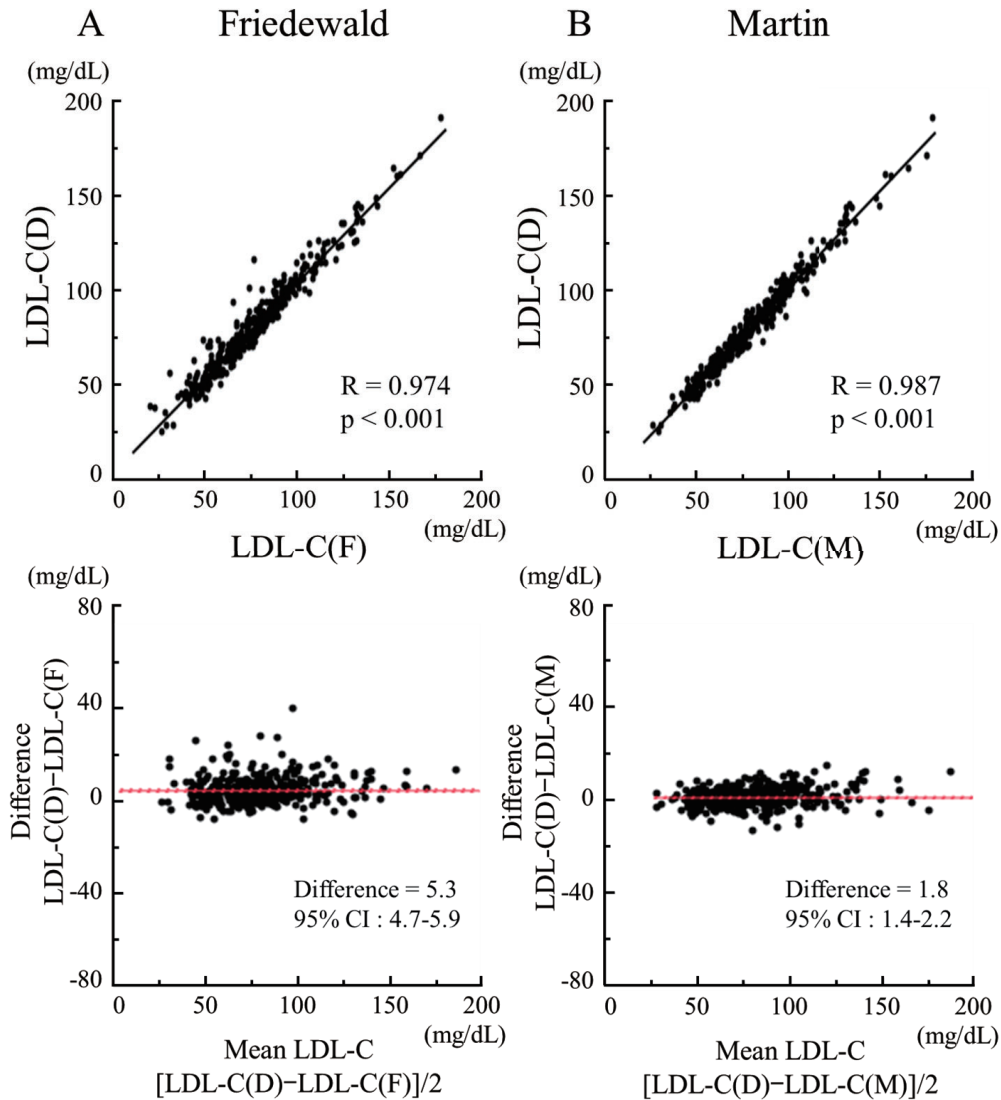 A Friedewald
(mg/dL)
200
150
100
50
0
LDL-C(D)
R = 0.974
p < 0.001
0 50 100 150 200
(mg/dL)
LDL-C(F)
B Martin
(mg/dL)
200
150
100
50
0
LDL-C(D)
R = 0.987
p < 0.001
0 50 100 150 200
(mg/dL)
LDL-C(M)
(mg/dL)
80
40
0
-40
-80
Difference
LDL-C(D)−LDL-C(F)
Difference = 5.3
95% CI : 4.7-5.9
0 50 100 150 200
(mg/dL)
Mean LDL-C
[LDL-C(D)−LDL-C(F)]/2
(mg/dL)
80
40
0
-40
-80
Difference
LDL-C(D)−LDL-C(M)
Difference = 1.8
95% CI : 1.4-2.2
0 50 100 150 200
(mg/dL)
Mean LDL-C
[LDL-C(D)−LDL-C(M)]/2